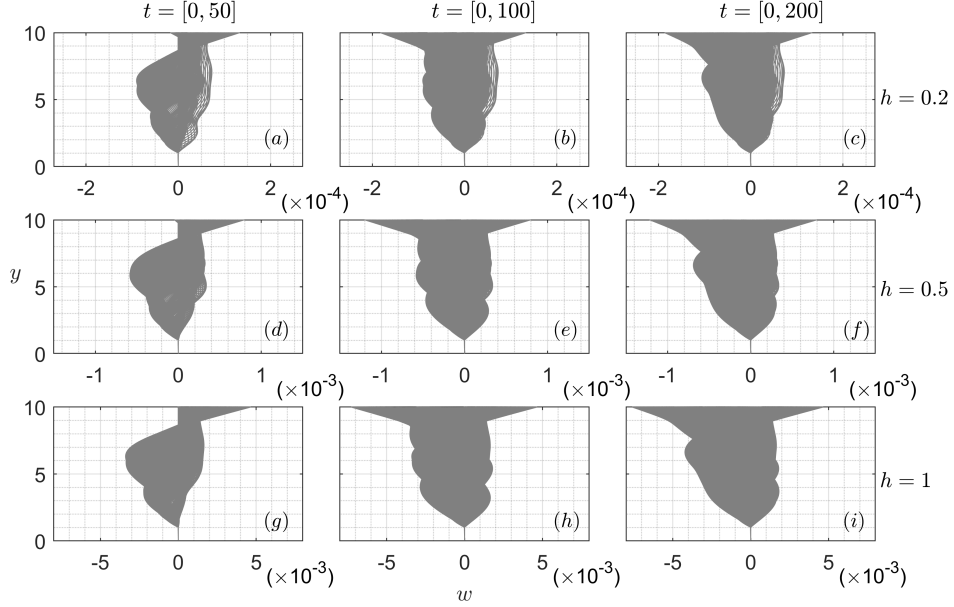 t = [0, 50] t = [0, 100] t = [0, 200]
10
5
0
(a) (b) (c) h = 0.2
-2 0 2 (×10⁻⁴) -2 0 2 (×10⁻⁴) -2 0 2 (×10⁻⁴)
10
y
5
0
(d) (e) (f) h = 0.5
-1 0 1 (×10⁻³) -1 0 1 (×10⁻³) -1 0 1 (×10⁻³)
10
5
0
(g) (h) (i) h = 1
-5 0 5 (×10⁻³) -5 0 5 (×10⁻³) -5 0 5 (×10⁻³)
w